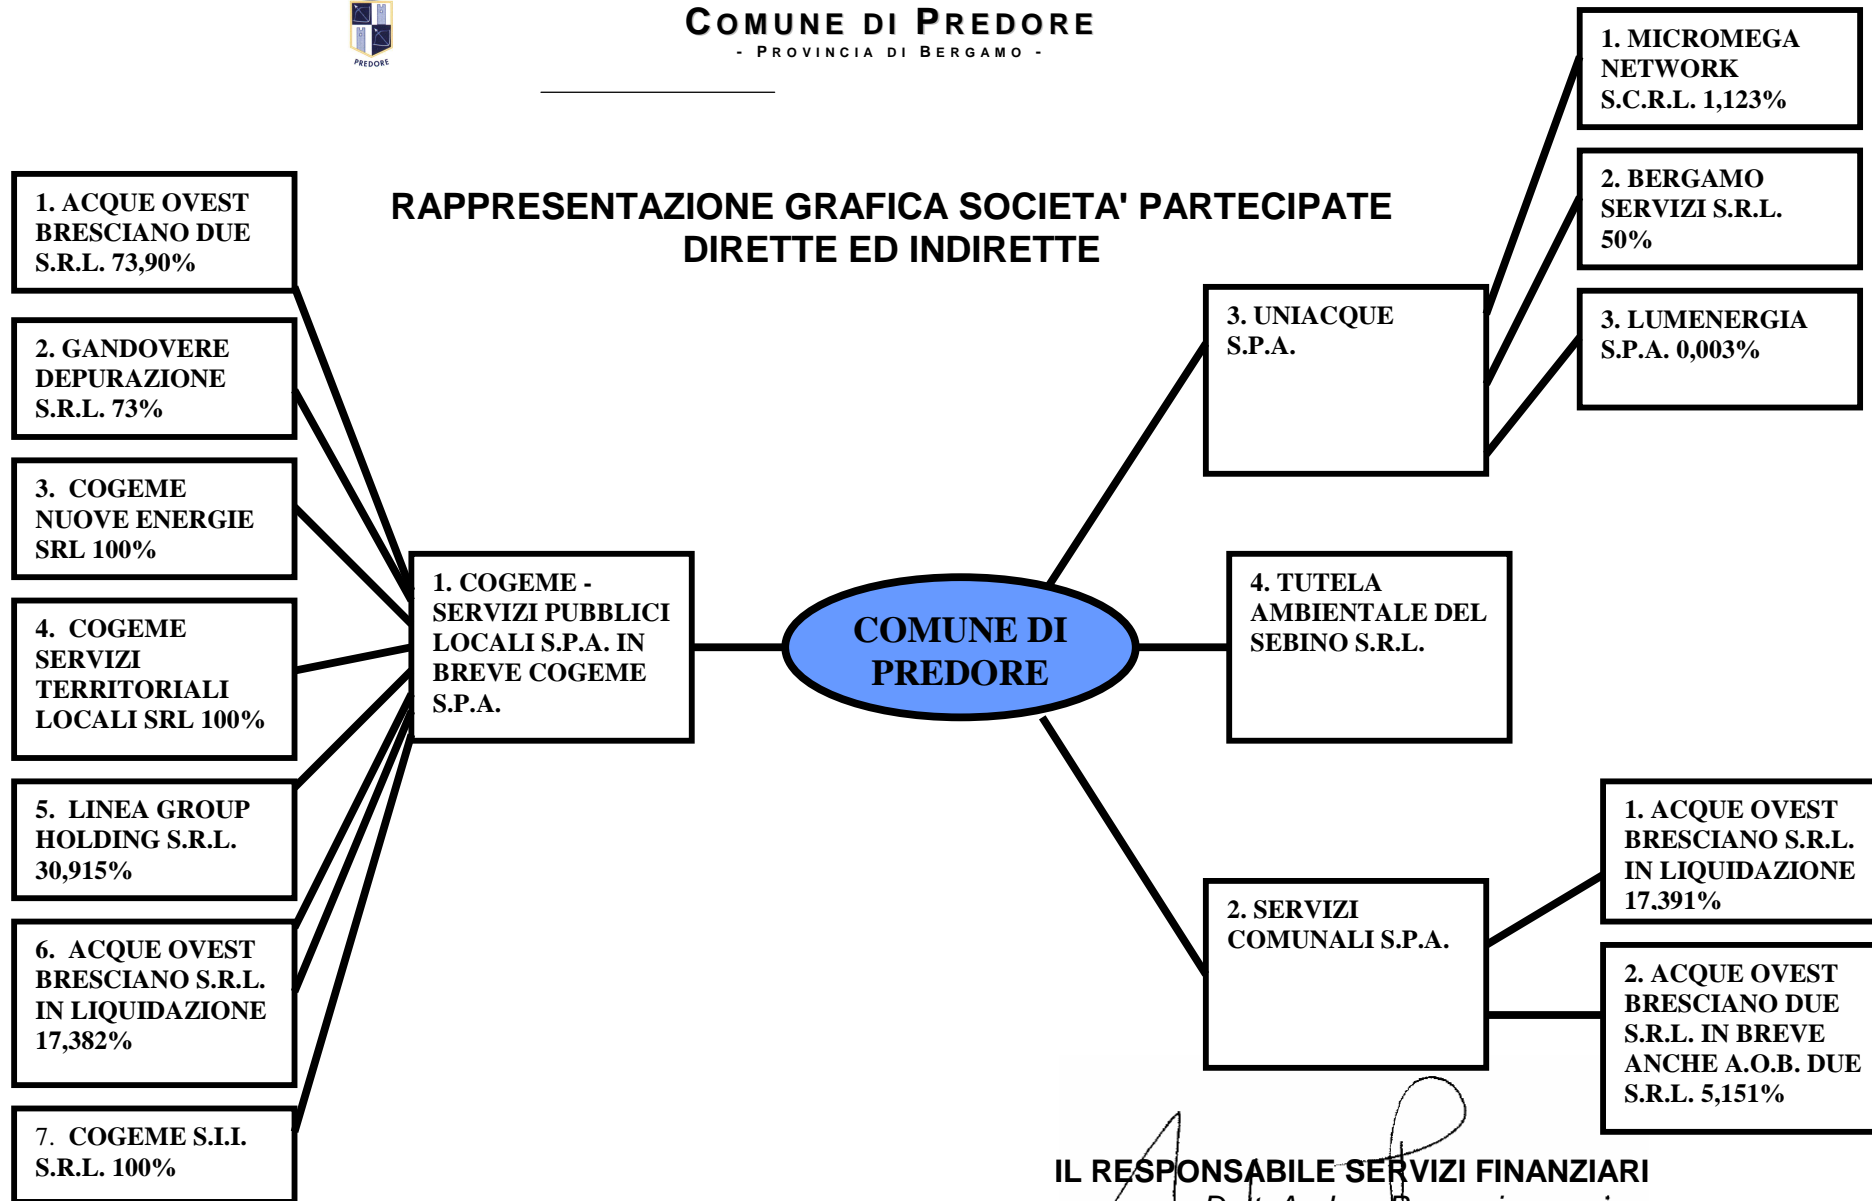 PREDORE
COMUNE DI PREDORE
- PROVINCIA DI BERGAMO -
RAPPRESENTAZIONE GRAFICA SOCIETA' PARTECIPATE
DIRETTE ED INDIRETTE
1. ACQUE OVEST
BRESCIANO DUE
S.R.L. 73,90%
2. GANDOVERE
DEPURAZIONE
S.R.L. 73%
3. COGEME
NUOVE ENERGIE
SRL 100%
4. COGEME
SERVIZI
TERRITORIALI
LOCALI SRL 100%
5. LINEA GROUP
HOLDING S.R.L.
30,915%
6. ACQUE OVEST
BRESCIANO S.R.L.
IN LIQUIDAZIONE
17,382%
7. COGEME S.I.I.
S.R.L. 100%
1. COGEME -
SERVIZI PUBBLICI
LOCALI S.P.A. IN
BREVE COGEME
S.P.A.
COMUNE DI
PREDORE
3. UNIACQUE
S.P.A.
1. MICROMEGA
NETWORK
S.C.R.L. 1,123%
2. BERGAMO
SERVIZI S.R.L.
50%
3. LUMENERGIA
S.P.A. 0,003%
4. TUTELA
AMBIENTALE DEL
SEBINO S.R.L.
2. SERVIZI
COMUNALI S.P.A.
1. ACQUE OVEST
BRESCIANO S.R.L.
IN LIQUIDAZIONE
17,391%
2. ACQUE OVEST
BRESCIANO DUE
S.R.L. IN BREVE
ANCHE A.O.B. DUE
S.R.L. 5,151%
IL RESPONSABILE SERVIZI FINANZIARI